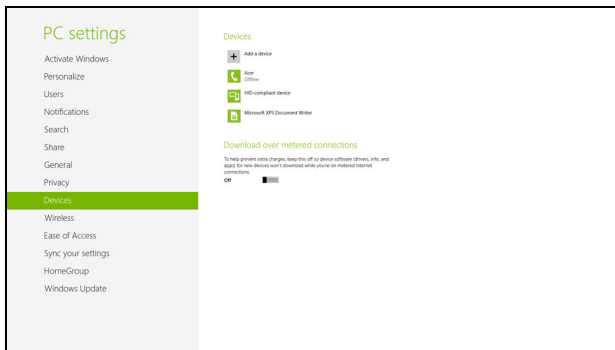 PC settings
Activate Windows
Personalize
Users
Notifications
Search
Share
General
Privacy
Devices
Wireless
Ease of Access
Sync your settings
HomeGroup
Windows Update
Devices
Add a device
Acer
Offline
HID-compliant device
Microsoft XPS Document Writer
Download over metered connections
To help prevent extra charges, keep this off so device software (drivers, info, and
apps) for new devices won't download while you're on metered Internet
connections.
Off